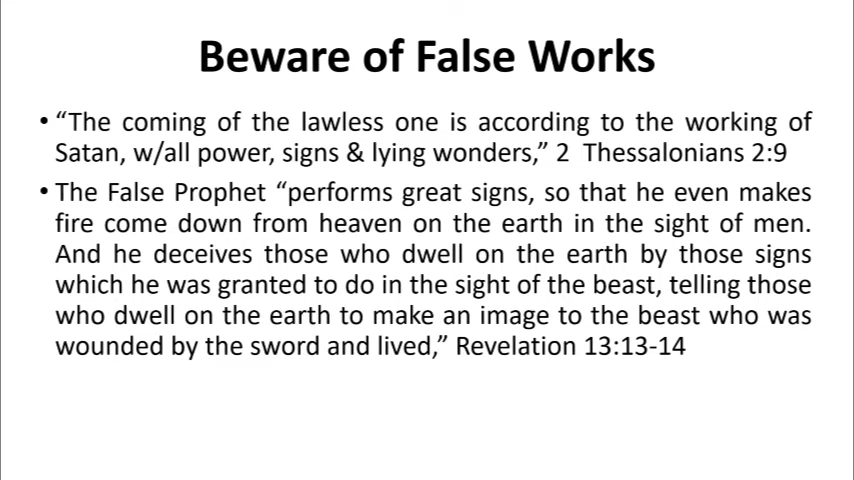 Beware of False Works
• “The coming of the lawless one is according to the working of
Satan, w/all power, signs & lying wonders,” 2 Thessalonians 2:9
• The False Prophet “performs great signs, so that he even makes
fire come down from heaven on the earth in the sight of men.
And he deceives those who dwell on the earth by those signs
which he was granted to do in the sight of the beast, telling those
who dwell on the earth to make an image to the beast who was
wounded by the sword and lived,” Revelation 13:13-14